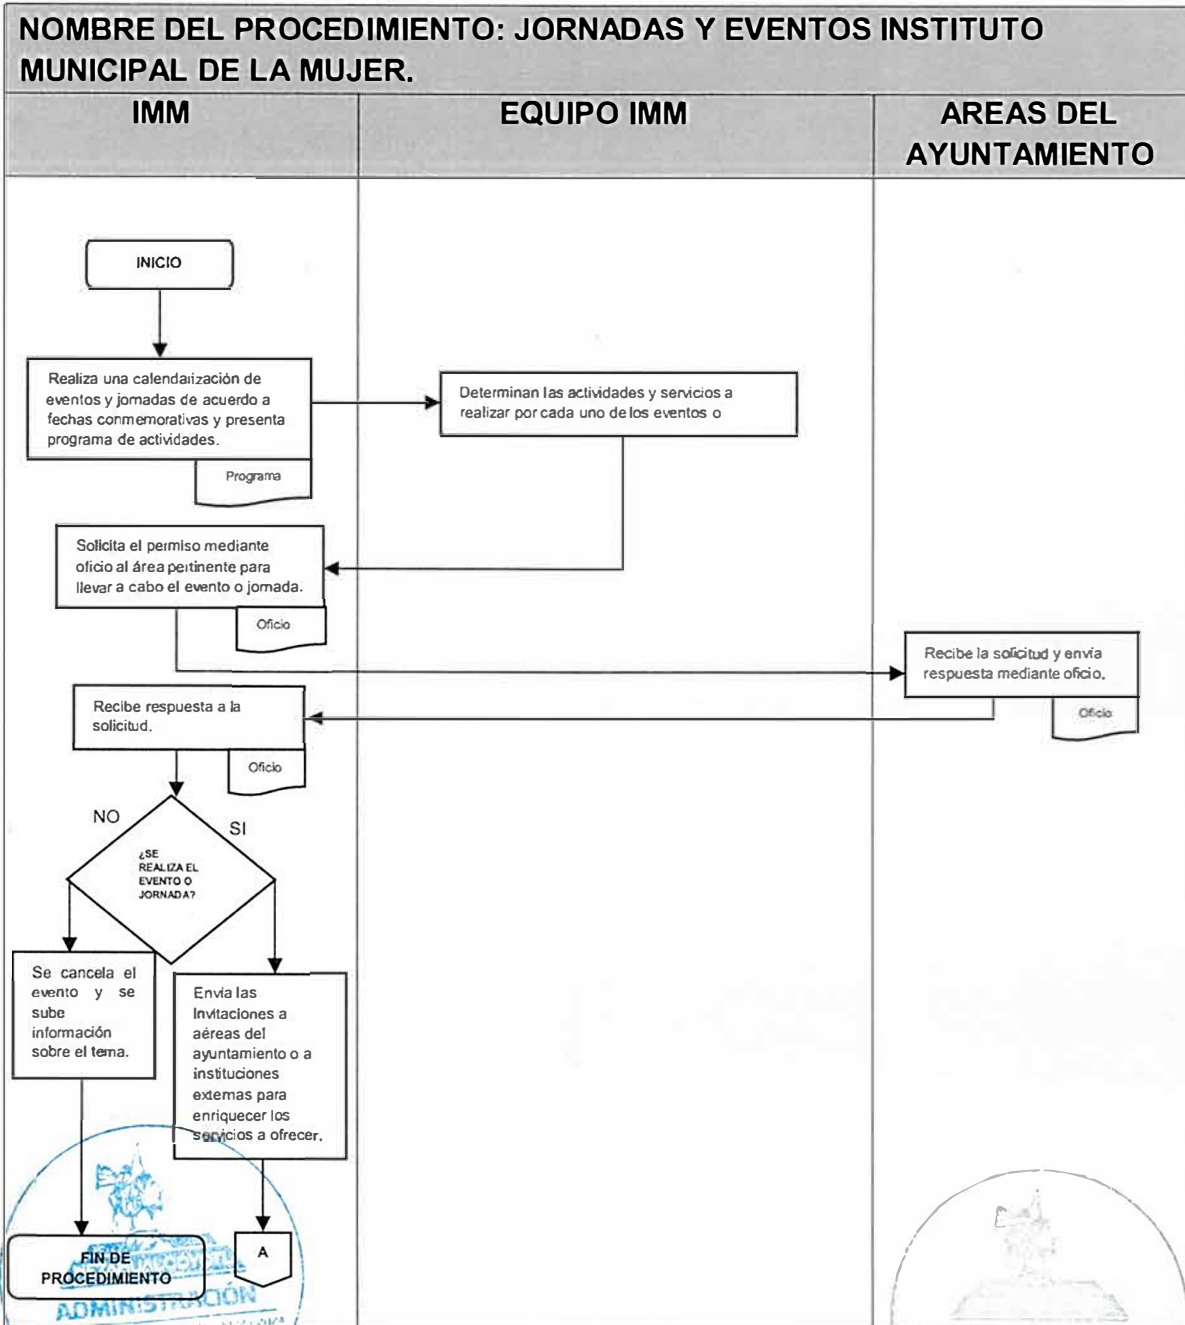 NOMBRE DEL PROCEDIMIENTO: JORNADAS Y EVENTOS INSTITUTO
MUNICIPAL DE LA MUJER.
IMM
EQUIPO IMM
AREAS DEL
AYUNTAMIENTO
INICIO
Realiza una calendarización de
eventos y jornadas de acuerdo a
fechas conmemorativas y presenta
programa de actividades.
Programa
Determinan las actividades y servicios a
realizar por cada uno de los eventos o
Solicita el permiso mediante
oficio al área pertinente para
llevar a cabo el evento o jornada.
Oficio
Recibe la solicitud y envía
respuesta mediante oficio.
Oficio
Recibe respuesta a la
solicitud.
Oficio
NO
SI
¿SE
REALIZA EL
EVENTO O
JORNADA?
Se cancela el
evento y se
sube
información
sobre el tema.
Envía las
Invitaciones a
aéreas del
ayuntamiento o a
instituciones
externas para
enriquecer los
servicios a ofrecer.
FIN DE
PROCEDIMIENTO
A
ADMINISTRACIÓN